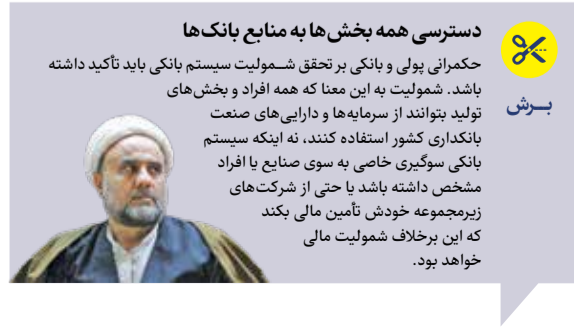 دسترسی همه بخش‌ها به منابع بانک‌ها
حکمرانی پولی و بانکی بر تحقق شــمولیت سیستم بانکی باید تأکید داشته
باشد. شمولیت به این معنا که همه افراد و بخش‌های
تولید بتوانند از سرمایه‌ها و دارایی‌های صنعت
بانکداری کشور استفاده کنند، نه اینکه سیستم
بانکی سوگیری خاصی به سوی صنایع یا افراد
مشخص داشته باشد یا حتی از شرکت‌های
زیرمجموعه خودش تأمین مالی بکند
که این برخلاف شمولیت مالی
خواهد بود.
بــرش